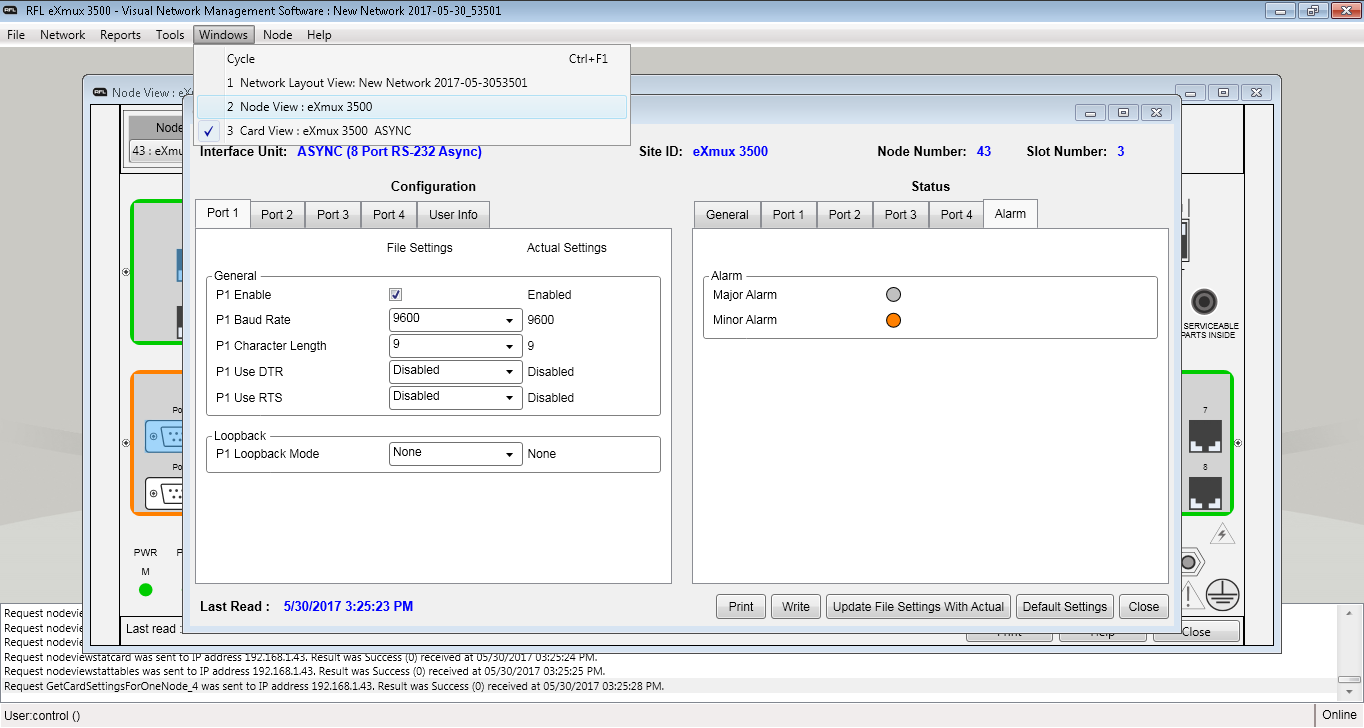 RFL eXmux 3500 - Visual Network Management Software : New Network 2017-05-30_53501
File Network Reports Tools Windows Node Help
Cycle Ctrl+F1
1 Network Layout View: New Network 2017-05-3053501
2 Node View : eXmux 3500
3 Card View : eXmux 3500 ASYNC
RFL Node View : eX
Node
43 : eXmu
Interface Unit: ASYNC (8 Port RS-232 Async) Site ID: eXmux 3500 Node Number: 43 Slot Number: 3
Configuration Status
Port 1 Port 2 Port 3 Port 4 User Info
General Port 1 Port 2 Port 3 Port 4 Alarm
File Settings Actual Settings
General
P1 Enable Enabled
P1 Baud Rate 9600 9600
P1 Character Length 9 9
P1 Use DTR Disabled Disabled
P1 Use RTS Disabled Disabled
Loopback
P1 Loopback Mode None None
Alarm
Major Alarm
Minor Alarm
SERVICEABLE
PARTS INSIDE
Po
Po
7
8
PWR P
M
Last Read : 5/30/2017 3:25:23 PM
Print Write Update File Settings With Actual Default Settings Close
Last read :
Print Help Close
Request nodevie
Request nodevie
Request nodevie
Request nodeviewstatcard was sent to IP address 192.168.1.43. Result was Success (0) received at 05/30/2017 03:25:24 PM.
Request nodeviewstattables was sent to IP address 192.168.1.43. Result was Success (0) received at 05/30/2017 03:25:25 PM.
Request GetCardSettingsForOneNode_4 was sent to IP address 192.168.1.43. Result was Success (0) received at 05/30/2017 03:25:28 PM.
User:control () Online